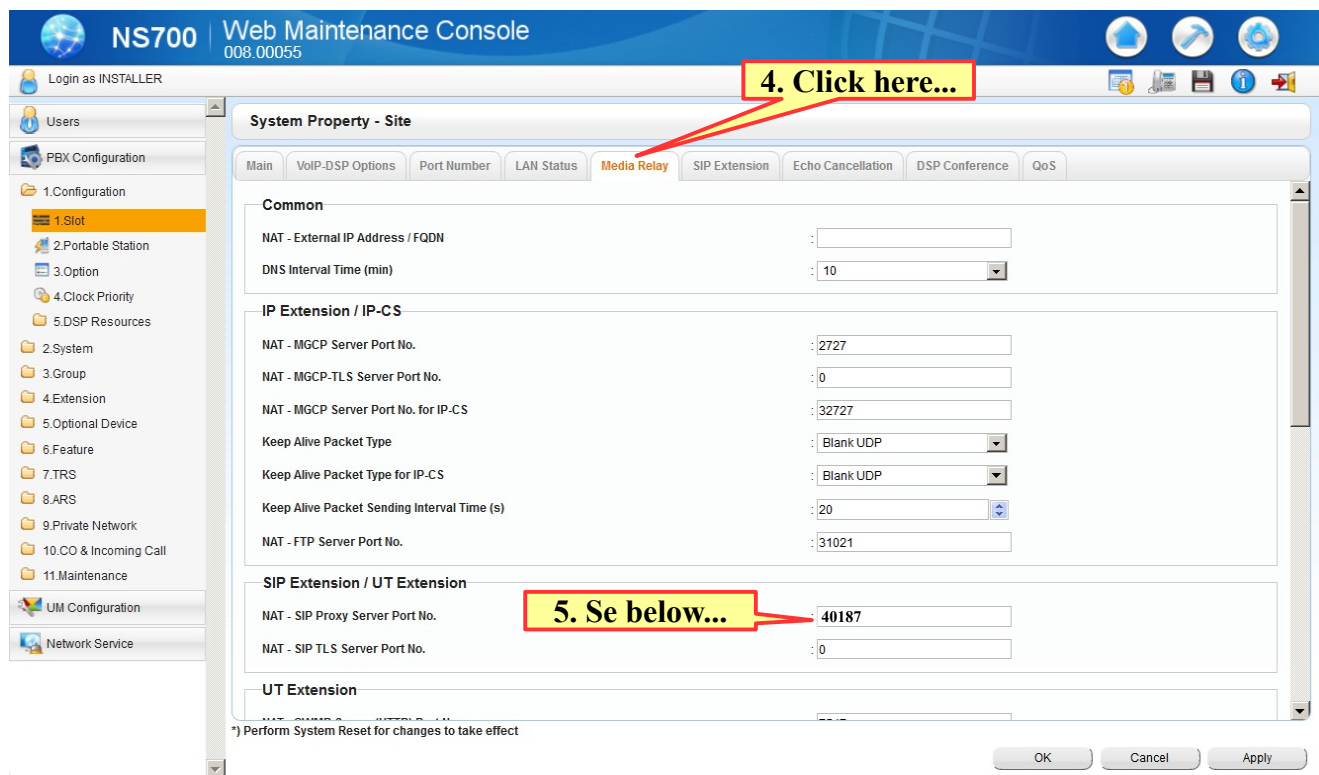 NS700 Web Maintenance Console
008.00055
Login as INSTALLER
4. Click here...
Users
PBX Configuration
1.Configuration
1.Slot
2.Portable Station
3.Option
4.Clock Priority
5.DSP Resources
2.System
3.Group
4.Extension
5.Optional Device
6.Feature
7.TRS
8.ARS
9.Private Network
10.CO & Incoming Call
11.Maintenance
UM Configuration
Network Service
System Property - Site
Main VoIP-DSP Options Port Number LAN Status Media Relay SIP Extension Echo Cancellation DSP Conference QoS
Common
NAT - External IP Address / FQDN :
DNS Interval Time (min) : 10
IP Extension / IP-CS
NAT - MGCP Server Port No. : 2727
NAT - MGCP-TLS Server Port No. : 0
NAT - MGCP Server Port No. for IP-CS : 32727
Keep Alive Packet Type : Blank UDP
Keep Alive Packet Type for IP-CS : Blank UDP
Keep Alive Packet Sending Interval Time (s) : 20
NAT - FTP Server Port No. : 31021
SIP Extension / UT Extension
NAT - SIP Proxy Server Port No. : 40187
5. Se below...
NAT - SIP TLS Server Port No. : 0
UT Extension
*) Perform System Reset for changes to take effect
OK Cancel Apply